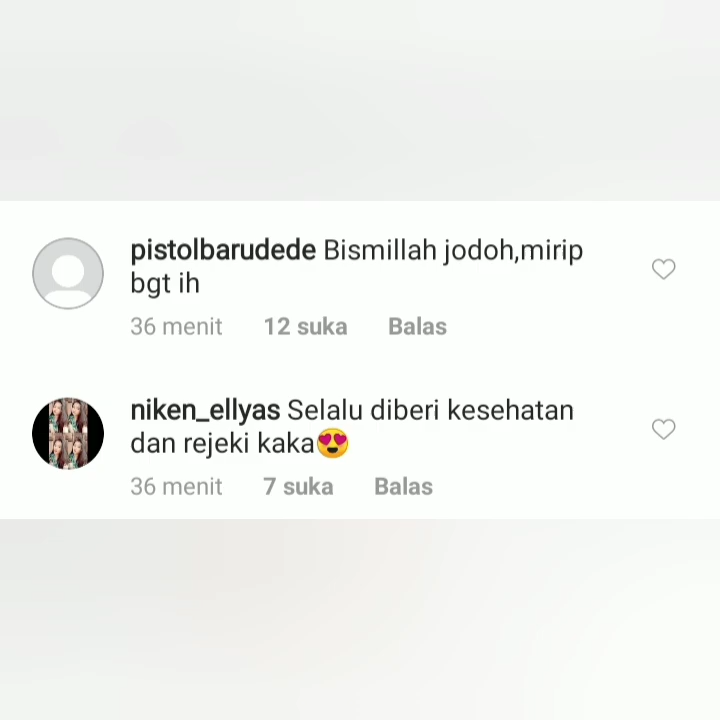 pistolbarudede Bismillah jodoh,mirip
bgt ih
36 menit 12 suka Balas
niken_ellyas Selalu diberi kesehatan
dan rejeki kaka😍
36 menit 7 suka Balas